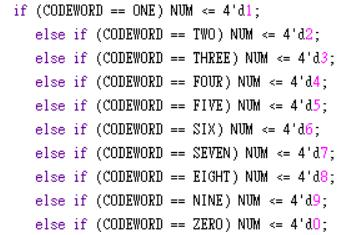 if (CODEWORD == ONE) NUM <= 4'd1;
else if (CODEWORD == TWO) NUM <= 4'd2;
else if (CODEWORD == THREE) NUM <= 4'd3;
else if (CODEWORD == FOUR) NUM <= 4'd4;
else if (CODEWORD == FIVE) NUM <= 4'd5;
else if (CODEWORD == SIX) NUM <= 4'd6;
else if (CODEWORD == SEVEN) NUM <= 4'd7;
else if (CODEWORD == EIGHT) NUM <= 4'd8;
else if (CODEWORD == NINE) NUM <= 4'd9;
else if (CODEWORD == ZERO) NUM <= 4'd0;